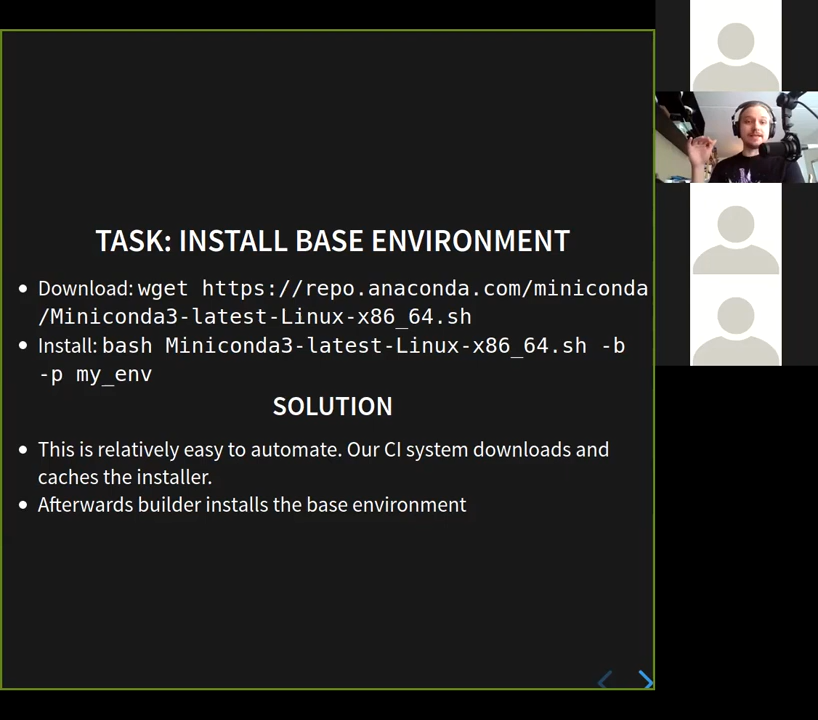 TASK: INSTALL BASE ENVIRONMENT
Download: wget https://repo.anaconda.com/miniconda
/Miniconda3-latest-Linux-x86_64.sh
Install: bash Miniconda3-latest-Linux-x86_64.sh -b
-p my_env
SOLUTION
This is relatively easy to automate. Our CI system downloads and
caches the installer.
Afterwards builder installs the base environment